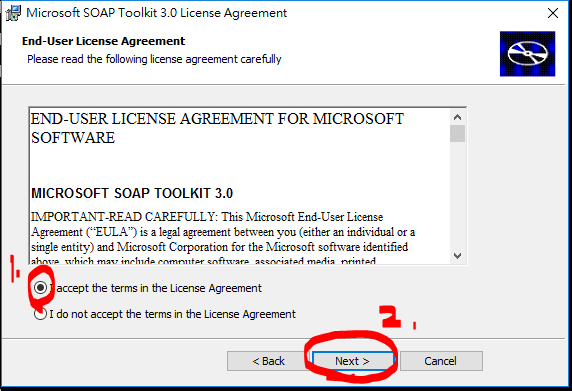 Microsoft SOAP Toolkit 3.0 License Agreement
End-User License Agreement
Please read the following license agreement carefully
END-USER LICENSE AGREEMENT FOR MICROSOFT
SOFTWARE
MICROSOFT SOAP TOOLKIT 3.0
IMPORTANT-READ CAREFULLY: This Microsoft End-User License
Agreement (“EULA”) is a legal agreement between you (either an individual or a
single entity) and Microsoft Corporation for the Microsoft software identified
above, which may include computer software, associated media, printed
1.
I accept the terms in the License Agreement
I do not accept the terms in the License Agreement
2.
< Back
Next >
Cancel